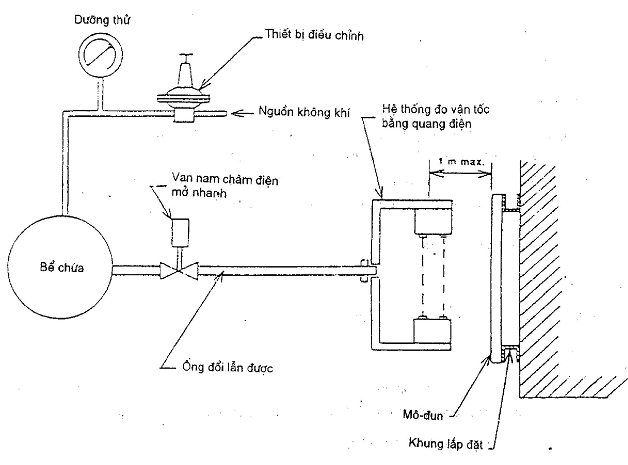 Dưỡng thử
Thiết bị điều chỉnh
Nguồn không khí
Hệ thống đo vận tốc
bằng quang điện
1 m max.
Van nam châm điện
mở nhanh
Bể chứa
Ống đổi lẫn được
Mô-đun
Khung lắp đặt